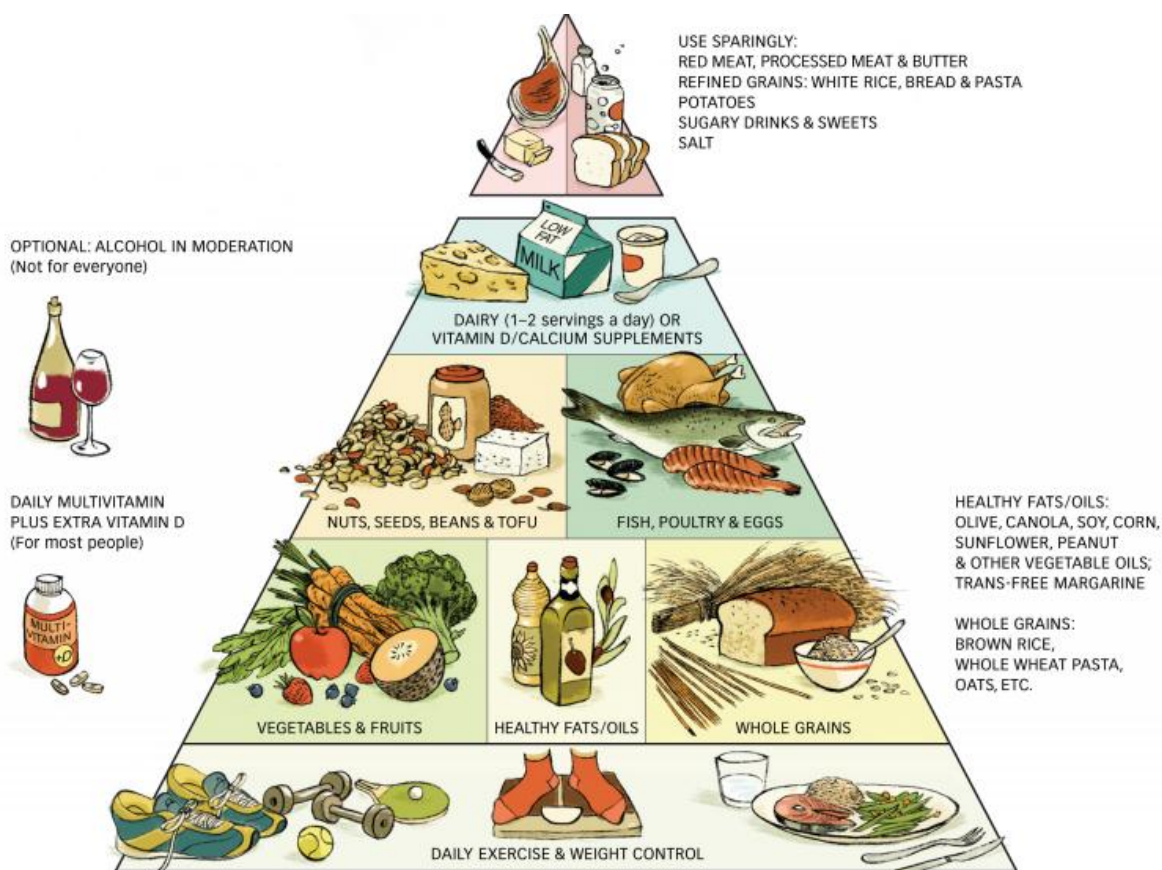 USE SPARINGLY:
RED MEAT, PROCESSED MEAT & BUTTER
REFINED GRAINS: WHITE RICE, BREAD & PASTA
POTATOES
SUGARY DRINKS & SWEETS
SALT
OPTIONAL: ALCOHOL IN MODERATION
(Not for everyone)
LOW
FAT
MILK
DAIRY (1–2 servings a day) OR
VITAMIN D/CALCIUM SUPPLEMENTS
NUTS, SEEDS, BEANS & TOFU
FISH, POULTRY & EGGS
DAILY MULTIVITAMIN
PLUS EXTRA VITAMIN D
(For most people)
MULTI-
VITAMIN
+D
HEALTHY FATS/OILS:
OLIVE, CANOLA, SOY, CORN,
SUNFLOWER, PEANUT
& OTHER VEGETABLE OILS;
TRANS-FREE MARGARINE
WHOLE GRAINS:
BROWN RICE,
WHOLE WHEAT PASTA,
OATS, ETC.
VEGETABLES & FRUITS
HEALTHY FATS/OILS
WHOLE GRAINS
DAILY EXERCISE & WEIGHT CONTROL